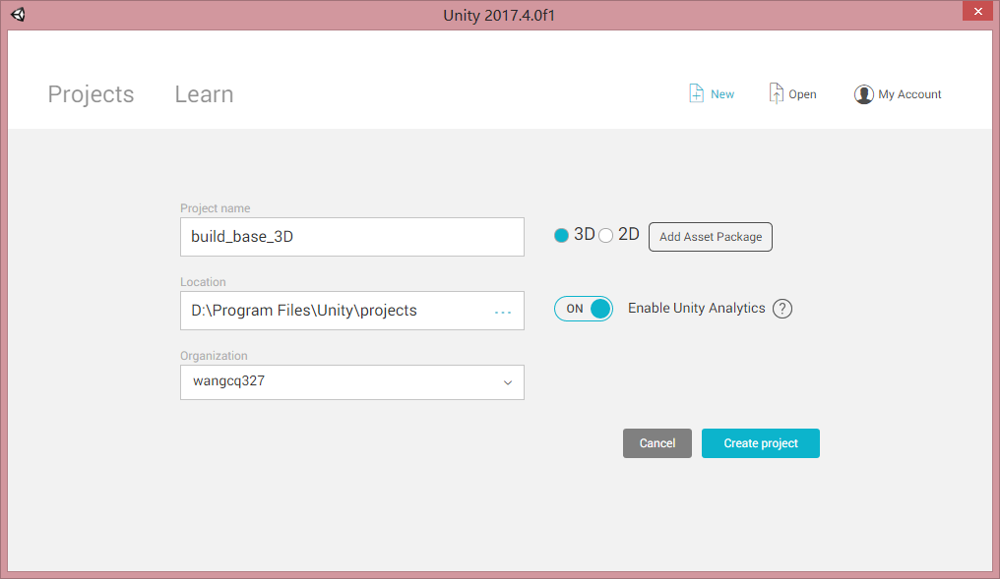 Unity 2017.4.0f1
Projects
Learn
New
Open
My Account
Project name
build_base_3D
3D
2D
Add Asset Package
Location
D:\Program Files\Unity\projects
ON
Enable Unity Analytics
?
Organization
wangcq327
Cancel
Create project